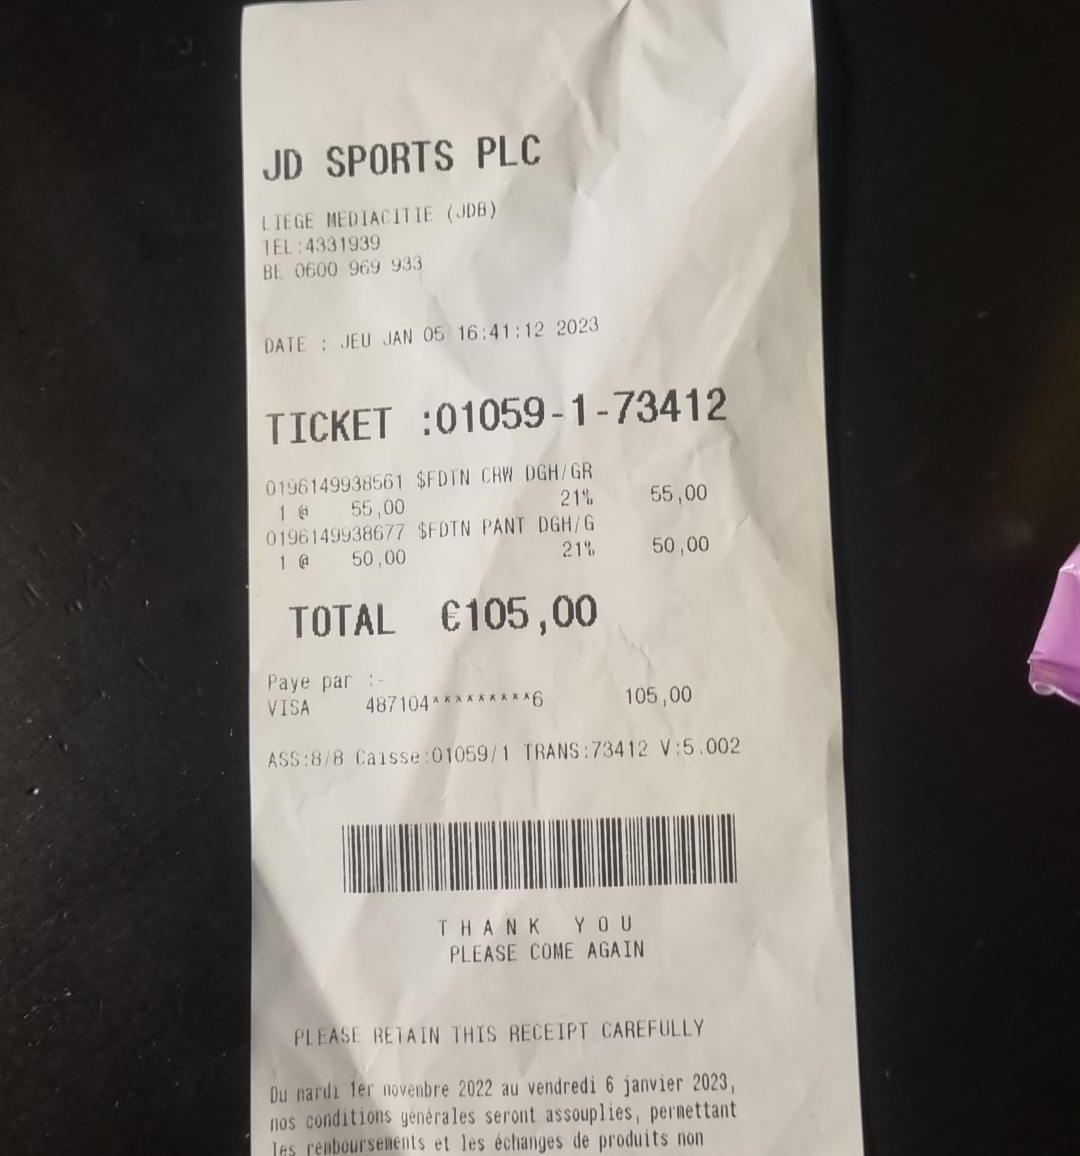 JD SPORTS PLC
LIEGE MEDIACITIE (JDB)
TEL:4331939
BE 0600 969 933
DATE : JEU JAN 05 16:41:12 2023
TICKET :01059-1-73412
0196149938561 $FDTN CRW DGH/GR
1 @ 55,00 21% 55,00
0196149938677 $FDTN PANT DGH/G
1 @ 50,00 21% 50,00
TOTAL €105,00
Paye par :-
VISA 487104*********6 105,00
ASS:8/8 Caisse:01059/1 TRANS:73412 V:5.002
THANK YOU
PLEASE COME AGAIN
PLEASE RETAIN THIS RECEIPT CAREFULLY
Du mardi 1er novembre 2022 au vendredi 6 janvier 2023,
nos conditions générales seront assouplies, permettant
les remboursements et les échanges de produits non